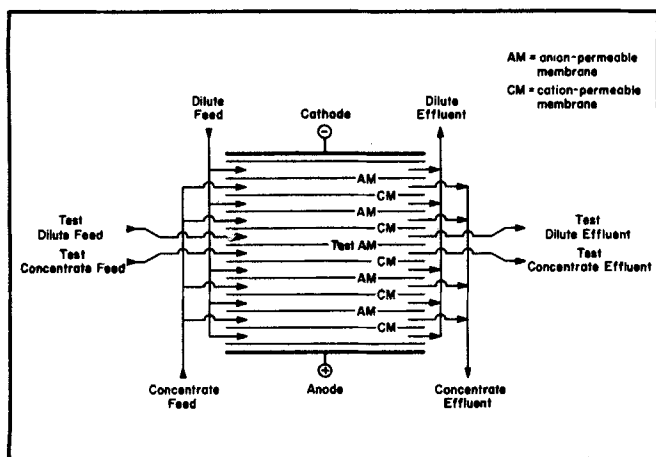 AM = anion-permeable
membrane
CM = cation-permeable
membrane
Dilute
Feed
Cathode
Dilute
Effluent
AM
CM
AM
CM
Test
Dilute Feed
Test
Dilute Effluent
Test AM
Test
Concentrate Feed
CM
Test
Concentrate Effluent
AM
CM
AM
CM
Concentrate
Feed
Anode
Concentrate
Effluent